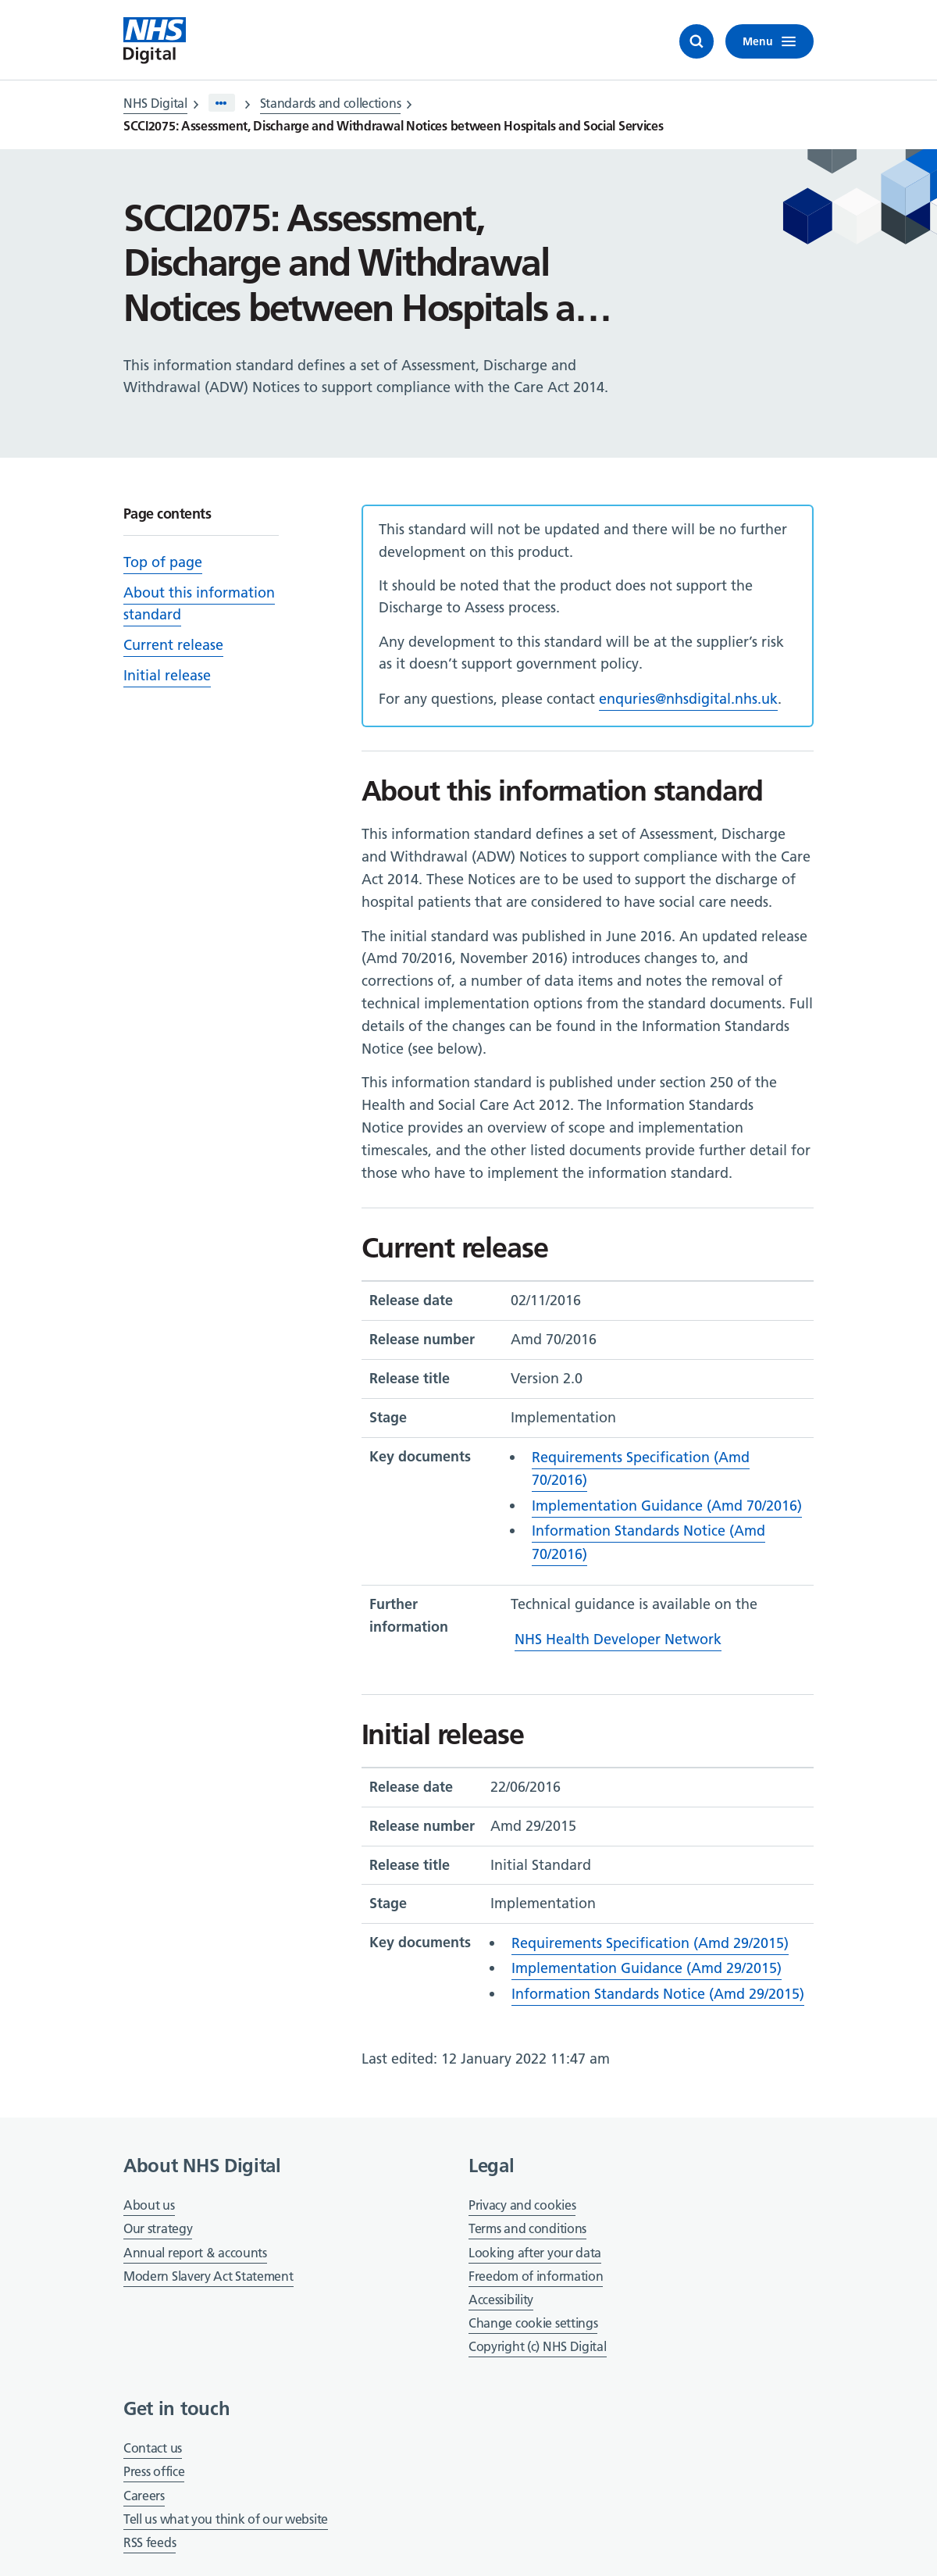 NHS
Digital
Menu
NHS Digital
•••
Standards and collections
SCCI2075: Assessment, Discharge and Withdrawal Notices between Hospitals and Social Services
SCCI2075: Assessment,
Discharge and Withdrawal
Notices between Hospitals a...
This information standard defines a set of Assessment, Discharge and
Withdrawal (ADW) Notices to support compliance with the Care Act 2014.
Page contents
Top of page
About this information
standard
Current release
Initial release
This standard will not be updated and there will be no further
development on this product.
It should be noted that the product does not support the
Discharge to Assess process.
Any development to this standard will be at the supplier’s risk
as it doesn’t support government policy.
For any questions, please contact enquries@nhsdigital.nhs.uk.
About this information standard
This information standard defines a set of Assessment, Discharge
and Withdrawal (ADW) Notices to support compliance with the Care
Act 2014. These Notices are to be used to support the discharge of
hospital patients that are considered to have social care needs.
The initial standard was published in June 2016. An updated release
(Amd 70/2016, November 2016) introduces changes to, and
corrections of, a number of data items and notes the removal of
technical implementation options from the standard documents. Full
details of the changes can be found in the Information Standards
Notice (see below).
This information standard is published under section 250 of the
Health and Social Care Act 2012. The Information Standards
Notice provides an overview of scope and implementation
timescales, and the other listed documents provide further detail for
those who have to implement the information standard.
Current release
Release date 02/11/2016
Release number Amd 70/2016
Release title Version 2.0
Stage Implementation
Key documents • Requirements Specification (Amd
70/2016)
• Implementation Guidance (Amd 70/2016)
• Information Standards Notice (Amd
70/2016)
Further Technical guidance is available on the
information
NHS Health Developer Network
Initial release
Release date 22/06/2016
Release number Amd 29/2015
Release title Initial Standard
Stage Implementation
Key documents • Requirements Specification (Amd 29/2015)
• Implementation Guidance (Amd 29/2015)
• Information Standards Notice (Amd 29/2015)
Last edited: 12 January 2022 11:47 am
About NHS Digital
About us
Our strategy
Annual report & accounts
Modern Slavery Act Statement
Legal
Privacy and cookies
Terms and conditions
Looking after your data
Freedom of information
Accessibility
Change cookie settings
Copyright (c) NHS Digital
Get in touch
Contact us
Press office
Careers
Tell us what you think of our website
RSS feeds